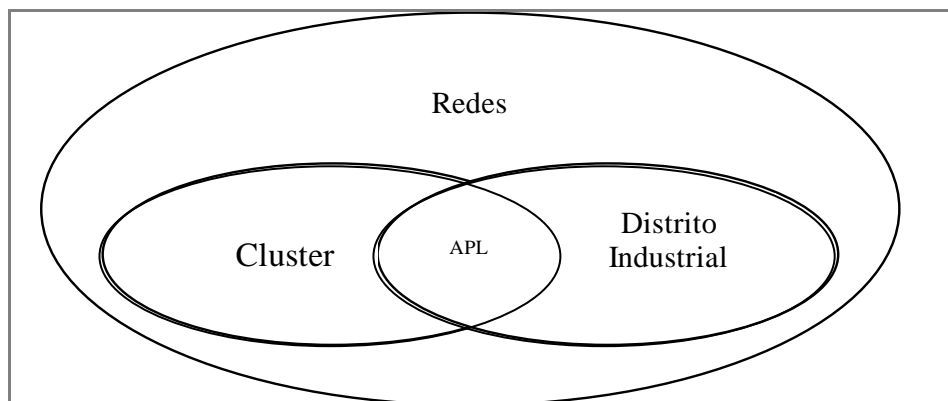 Redes
Cluster
APL
Distrito
Industrial